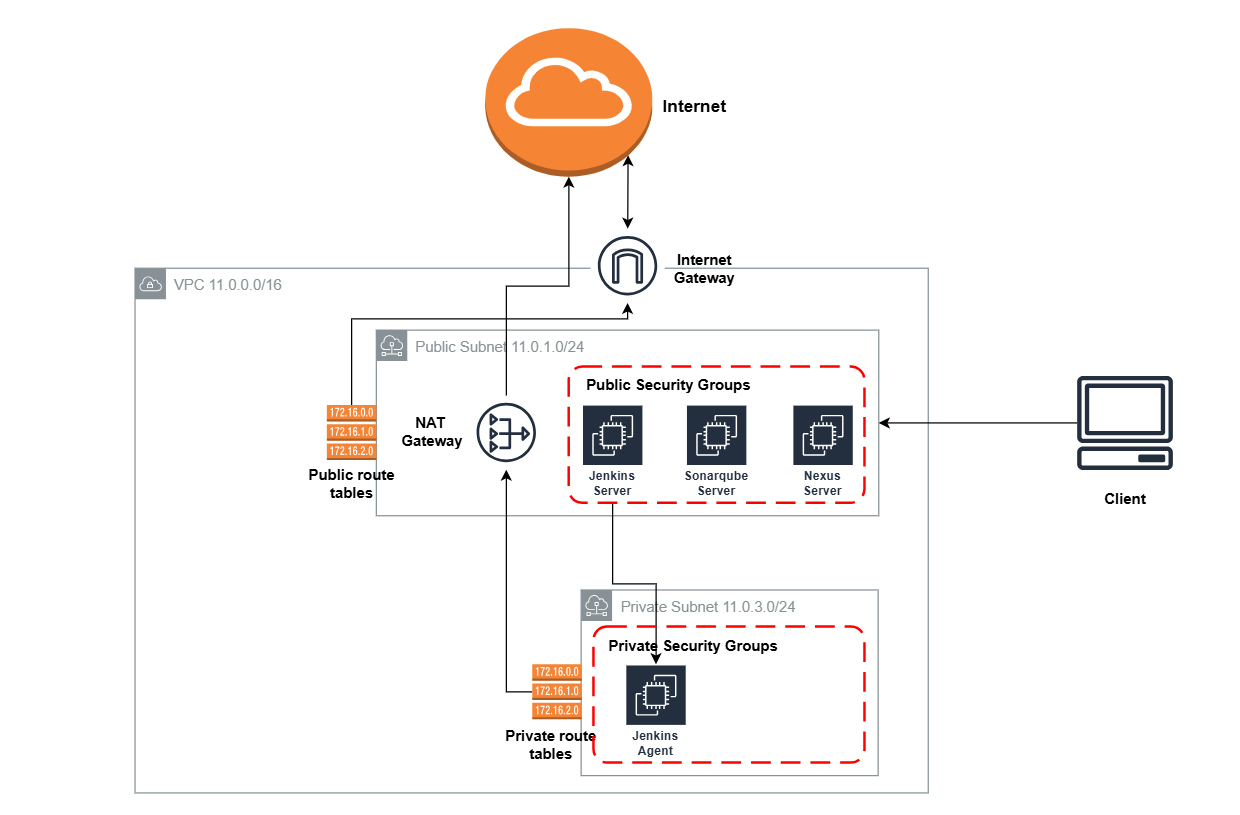 Internet
Internet
Gateway
VPC 11.0.0.0/16
Public Subnet 11.0.1.0/24
Public Security Groups
172.16.0.0
172.16.1.0
172.16.2.0
Public route
tables
NAT
Gateway
Jenkins
Server
Sonarqube
Server
Nexus
Server
Client
Private Subnet 11.0.3.0/24
Private Security Groups
172.16.0.0
172.16.1.0
172.16.2.0
Private route
tables
Jenkins
Agent